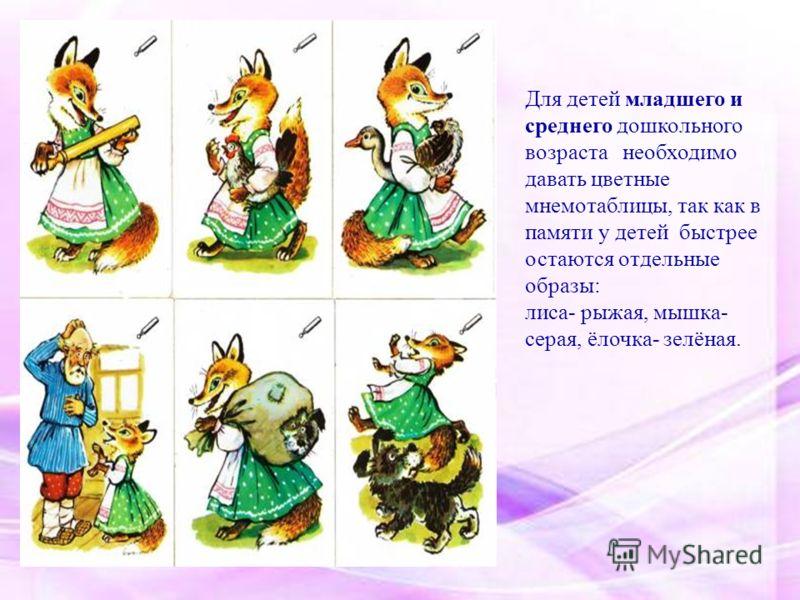 Для детей младшего и
среднего дошкольного
возраста необходимо
давать цветные
мнемотаблицы, так как в
памяти у детей быстрее
остаются отдельные
образы:
лиса- рыжая, мышка-
серая, ёлочка- зелёная.
MyShared